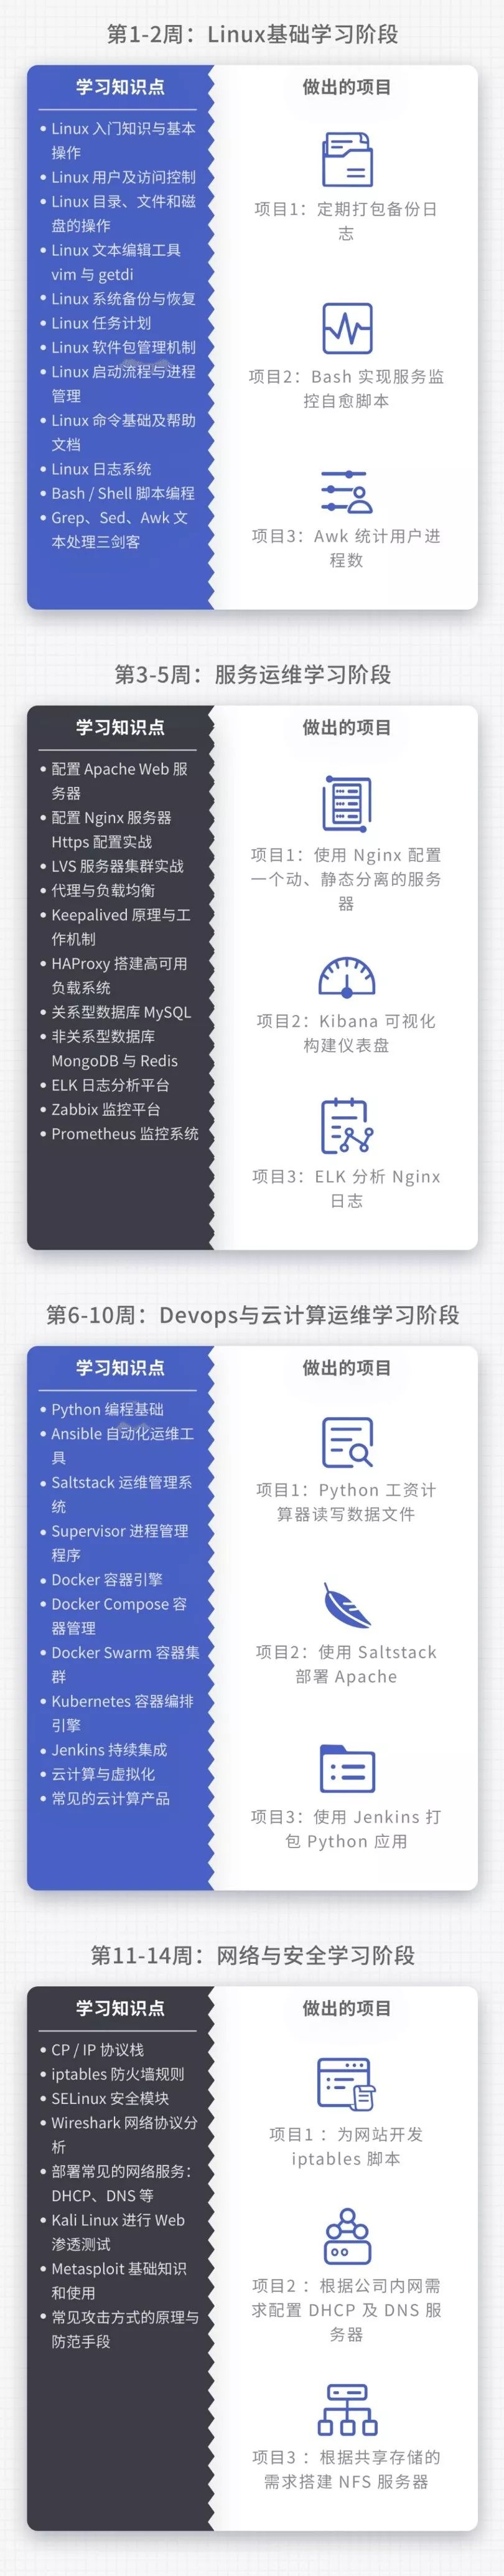 第1-2周：Linux基础学习阶段
学习知识点
Linux 入门知识与基本
操作
Linux 用户及访问控制
Linux 目录、文件和磁
盘的操作
Linux 文本编辑工具
vim 与 getdi
Linux 系统备份与恢复
Linux 任务计划
Linux 软件包管理机制
Linux 启动流程与进程
管理
Linux 命令基础及帮助
文档
Linux 日志系统
Bash / Shell 脚本编程
Grep、Sed、Awk 文
本处理三剑客
做出的项目
项目1：定期打包备份日
志
项目2：Bash 实现服务监
控自愈脚本
项目3：Awk 统计用户进
程数
第3-5周：服务运维学习阶段
学习知识点
配置 Apache Web 服
务器
配置 Nginx 服务器
Https 配置实战
LVS 服务器集群实战
代理与负载均衡
Keepalived 原理与工
作机制
HAProxy 搭建高可用
负载系统
关系型数据库 MySQL
非关系型数据库
MongoDB 与 Redis
ELK 日志分析平台
Zabbix 监控平台
Prometheus 监控系统
做出的项目
项目1：使用 Nginx 配置
一个动、静态分离的服务
器
项目2：Kibana 可视化
构建仪表盘
项目3：ELK 分析 Nginx
日志
第6-10周：Devops与云计算运维学习阶段
学习知识点
Python 编程基础
Ansible 自动化运维工
具
Saltstack 运维管理系
统
Supervisor 进程管理
程序
Docker 容器引擎
Docker Compose 容
器管理
Docker Swarm 容器集
群
Kubernetes 容器编排
引擎
Jenkins 持续集成
云计算与虚拟化
常见的云计算产品
做出的项目
项目1：Python 工资计
算器读写数据文件
项目2：使用 Saltstack
部署 Apache
项目3：使用 Jenkins 打
包 Python 应用
第11-14周：网络与安全学习阶段
学习知识点
CP / IP 协议栈
iptables 防火墙规则
SELinux 安全模块
Wireshark 网络协议分
析
部署常见的网络服务：
DHCP、DNS 等
Kali Linux 进行 Web
渗透测试
Metasploit 基础知识
和使用
常见攻击方式的原理与
防范手段
做出的项目
项目1 ：为网站开发
iptables 脚本
项目2 ：根据公司内网需
求配置 DHCP 及 DNS 服
务器
项目3 ：根据共享存储的
需求搭建 NFS 服务器